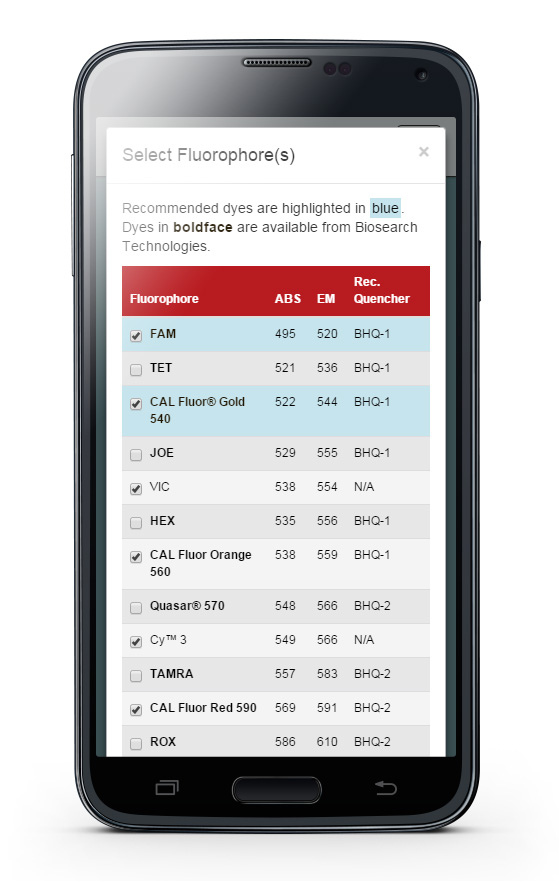 Select Fluorophore(s) ×
Recommended dyes are highlighted in blue.
Dyes in boldface are available from Biosearch
Technologies.
Fluorophore ABS EM Rec. Quencher
FAM 495 520 BHQ-1
TET 521 536 BHQ-1
CAL Fluor® Gold 540 522 544 BHQ-1
JOE 529 555 BHQ-1
VIC 538 554 N/A
HEX 535 556 BHQ-1
CAL Fluor Orange 560 538 559 BHQ-1
Quasar® 570 548 566 BHQ-2
Cy™ 3 549 566 N/A
TAMRA 557 583 BHQ-2
CAL Fluor Red 590 569 591 BHQ-2
ROX 586 610 BHQ-2